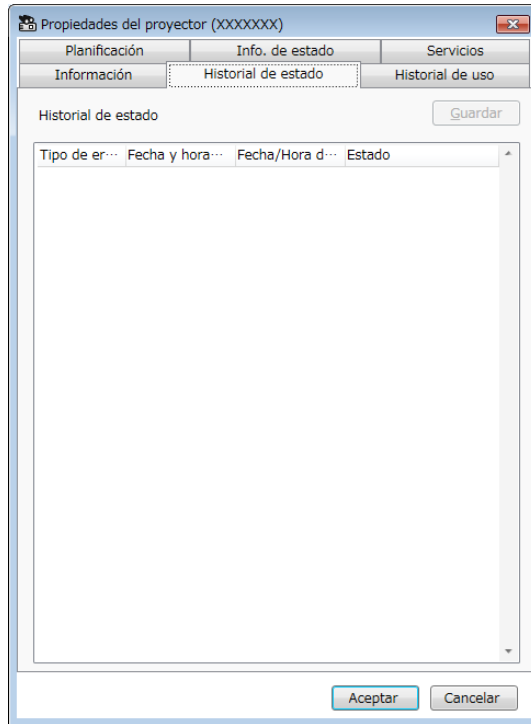 Propiedades del proyector (XXXXXXX)
Planificación Info. de estado Servicios
Información Historial de estado Historial de uso
Historial de estado Guardar
Tipo de er··· Fecha y hora··· Fecha/Hora d··· Estado
Aceptar Cancelar